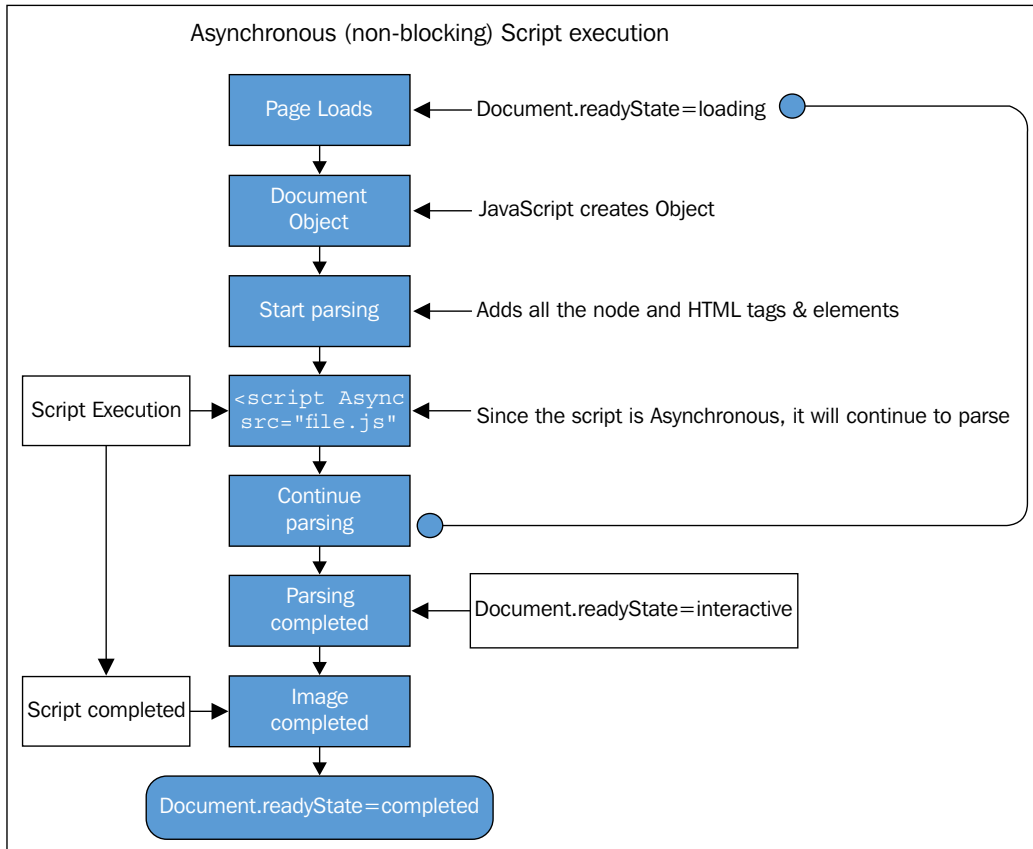 Asynchronous (non-blocking) Script execution
Page Loads
Document.readyState=loading
Document
Object
JavaScript creates Object
Start parsing
Adds all the node and HTML tags & elements
Script Execution
<script Async
src="file.js"
Since the script is Asynchronous, it will continue to parse
Continue
parsing
Parsing
completed
Document.readyState=interactive
Script completed
Image
completed
Document.readyState=completed